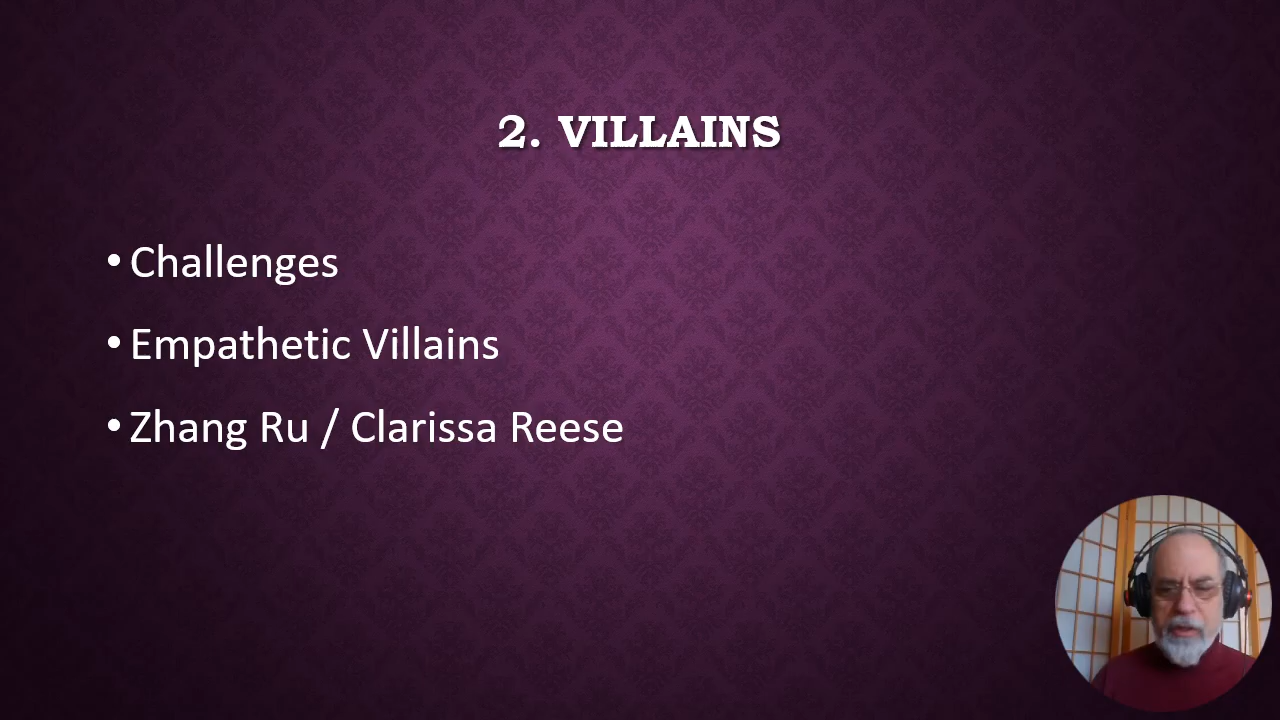 2. VILLAINS
• Challenges
• Empathetic Villains
• Zhang Ru / Clarissa Reese